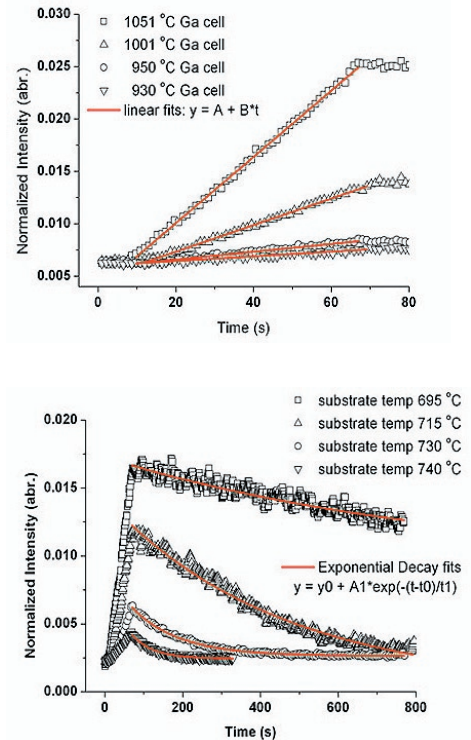 0.030
0.025
0.020
0.015
0.010
0.005
Normalized Intensity (abr.)
1051 °C Ga cell
1001 °C Ga cell
950 °C Ga cell
930 °C Ga cell
linear fits: y = A + B*t
0 20 40 60 80
Time (s)
0.020
0.015
0.010
0.005
0.000
Normalized Intensity (abr.)
substrate temp 695 °C
substrate temp 715 °C
substrate temp 730 °C
substrate temp 740 °C
Exponential Decay fits
y = y0 + A1*exp(-(t-t0)/t1)
0 200 400 600 800
Time (s)